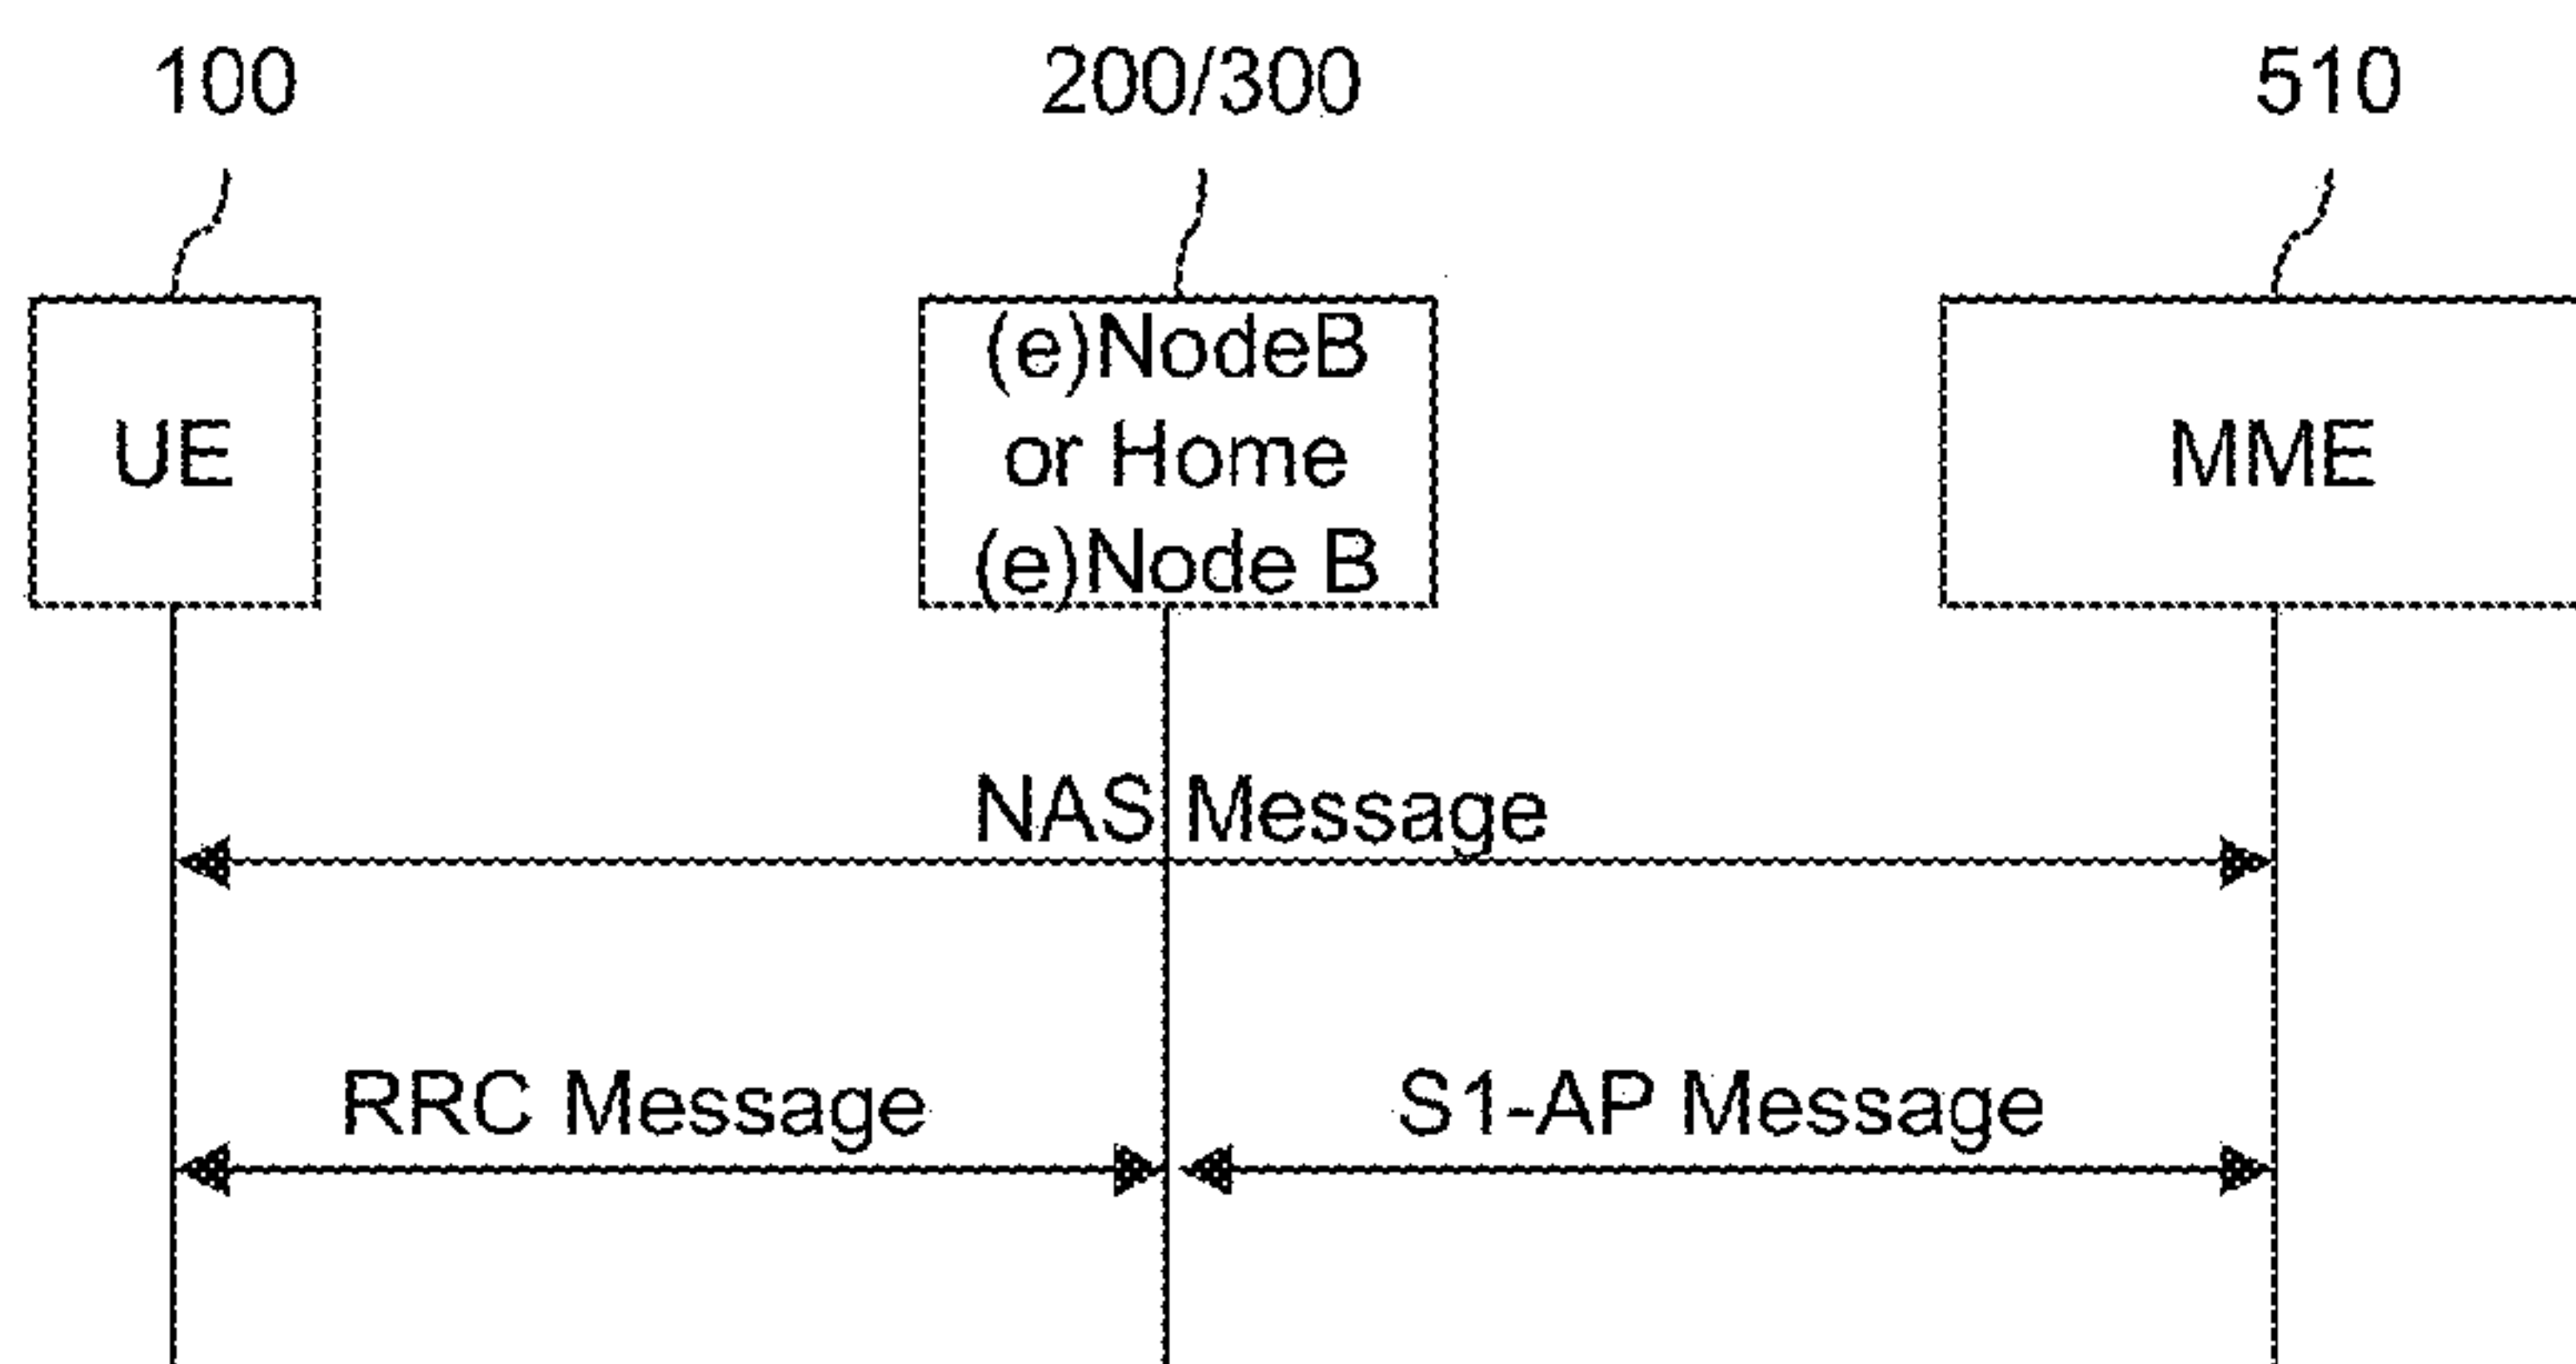 100
200/300
510
UE
(e)NodeB
or Home
(e)Node B
MME
NAS Message
RRC Message
S1-AP Message